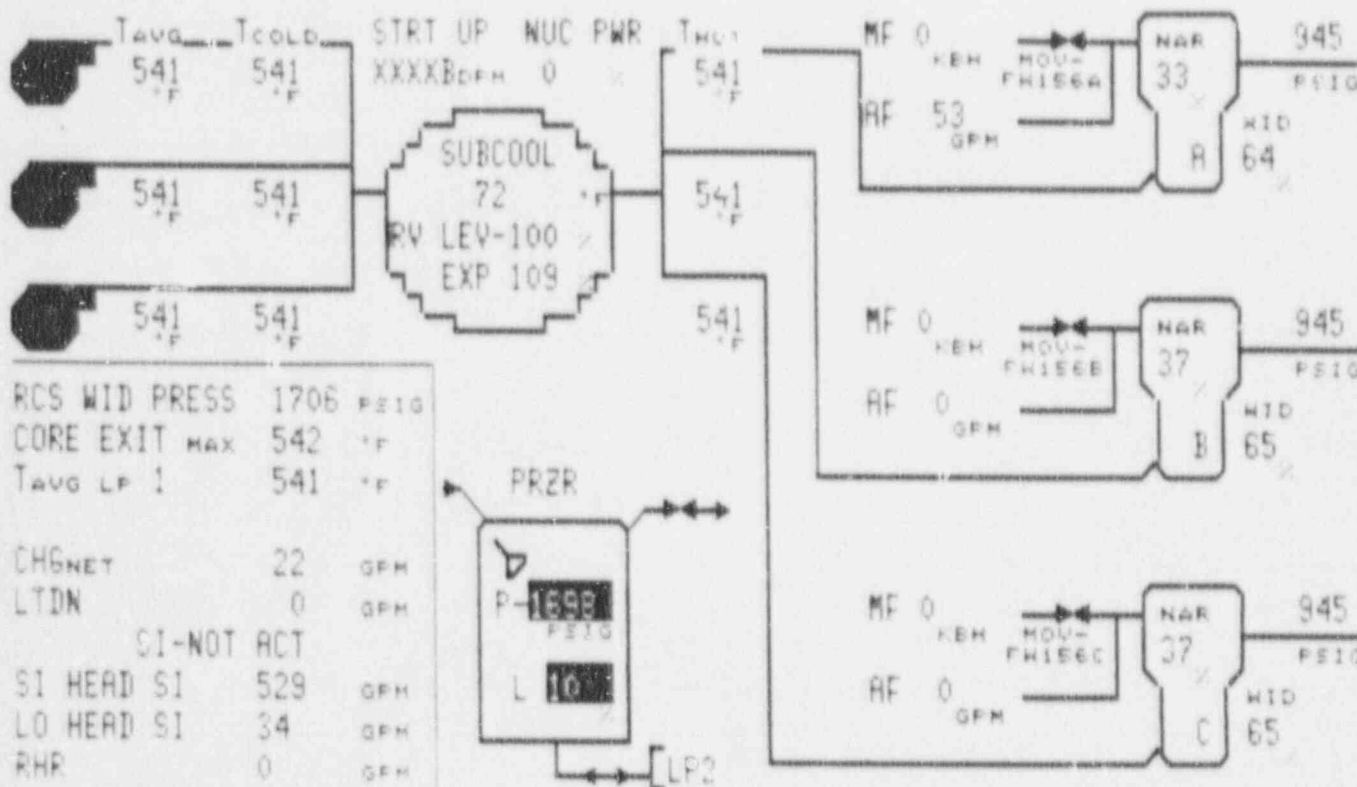 TAVG TCOLD STRT UP NUC PWR
541 541 XXXXBDPM 0 % 541
°F °F °F
SUBCOOL
541 541 72 °F 541
°F °F °F
RV LEV-100 %
EXP 109 %
541 541 541
°F °F °F
RCS WID PRESS 1706 PSIG
CORE EXIT MAX 542 °F
TAVG LP 1 541 °F
CHGNET 22 GPM
LTDN 0 GPM
SI-NOT ACT
SI HEAD SI 529 GPM
LO HEAD SI 34 GPM
RHR 0 GPM
PRZR
P-1698
PSIG
L 10
%
LP2
MF 0 KBH MOV-FW156A NAR 945
33 % PSIG
AF 53 GPM WID
A 64 %
MF 0 KBH MOV-FW156B NAR 945
37 % PSIG
AF 0 GPM WID
B 65 %
MF 0 KBH MOV-FW156C NAR 945
37 % PSIG
AF 0 GPM WID
C 65 %